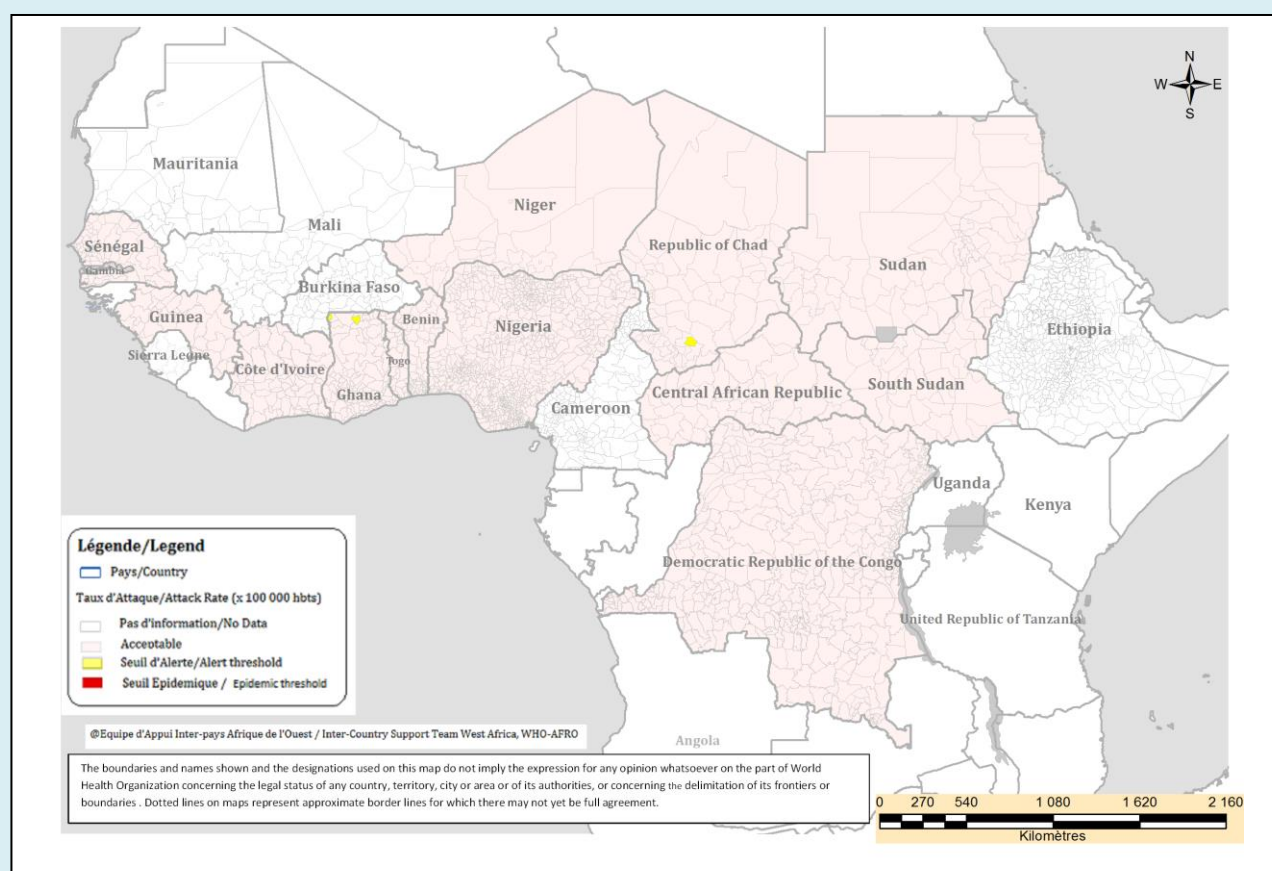 N
W E
S
Mauritania
Mali
Niger
Republic of Chad
Sudan
Sénégal
Gambia
Burkina Faso
Guinea
Benin
Nigeria
Ethiopia
Sierra Leone
Côte d'Ivoire
Togo
Ghana
Cameroon
Central African Republic
South Sudan
Uganda
Kenya
Democratic Republic of the Congo
United Republic of Tanzania
Angola
Légende/Legend
Pays/Country
Taux d'Attaque/Attack Rate (x 100 000 hbts)
Pas d'information/No Data
Acceptable
Seuil d'Alerte/Alert threshold
Seuil Epidemique / Epidemic threshold
@Equipe d'Appui Inter-pays Afrique de l'Ouest / Inter-Country Support Team West Africa, WHO-AFRO
The boundaries and names shown and the designations used on this map do not imply the expression for any opinion whatsoever on the part of World
Health Organization concerning the legal status of any country, territory, city or area or of its authorities, or concerning the delimitation of its frontiers or
boundaries . Dotted lines on maps represent approximate border lines for which there may not yet be full agreement.
0 270 540 1 080 1 620 2 160
Kilomètres